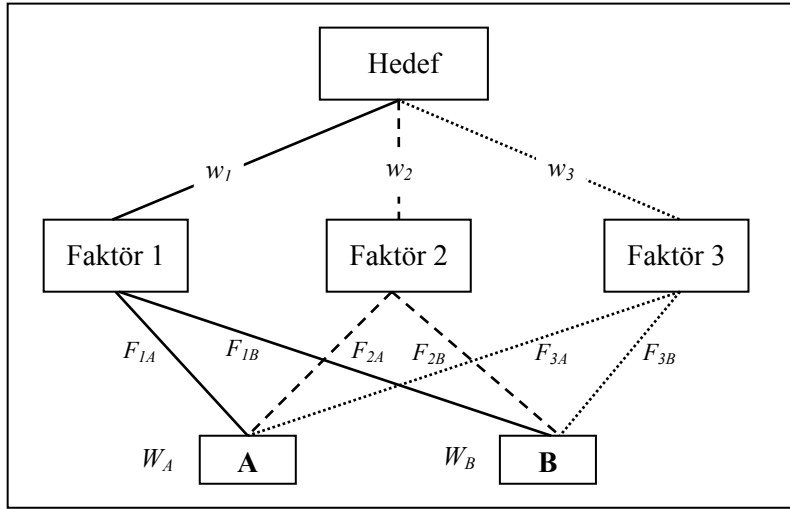 Hedef
w1 w2 w3
Faktör 1 Faktör 2 Faktör 3
F1A F1B F2A F2B F3A F3B
WA A WB B